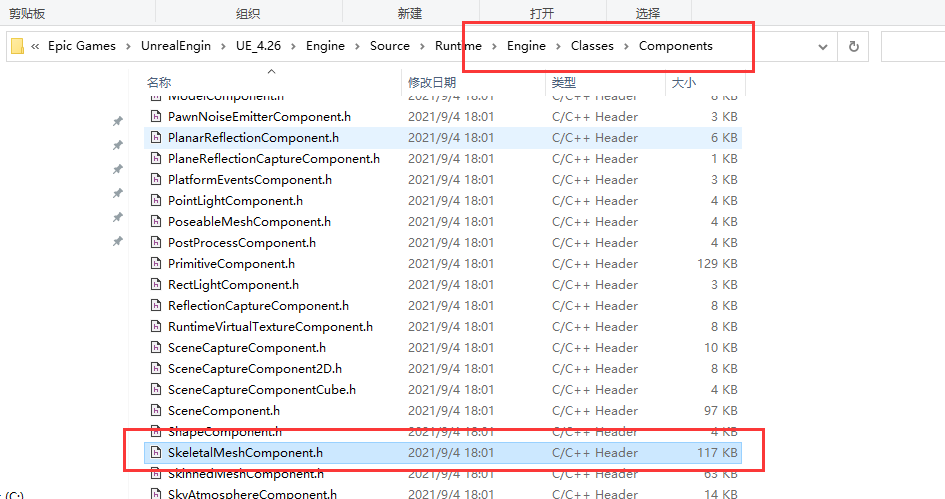 剪贴板 组织 新建 打开 选择
« Epic Games > UnrealEngin > UE_4.26 > Engine > Source > Runtime > Engine > Classes > Components
名称 修改日期 类型 大小
ModelComponent.h 2021/9/4 18:01 C/C++ Header 8 KB
PawnNoiseEmitterComponent.h 2021/9/4 18:01 C/C++ Header 3 KB
PlanarReflectionComponent.h 2021/9/4 18:01 C/C++ Header 6 KB
PlaneReflectionCaptureComponent.h 2021/9/4 18:01 C/C++ Header 1 KB
PlatformEventsComponent.h 2021/9/4 18:01 C/C++ Header 3 KB
PointLightComponent.h 2021/9/4 18:01 C/C++ Header 4 KB
PoseableMeshComponent.h 2021/9/4 18:01 C/C++ Header 4 KB
PostProcessComponent.h 2021/9/4 18:01 C/C++ Header 4 KB
PrimitiveComponent.h 2021/9/4 18:01 C/C++ Header 129 KB
RectLightComponent.h 2021/9/4 18:01 C/C++ Header 3 KB
ReflectionCaptureComponent.h 2021/9/4 18:01 C/C++ Header 8 KB
RuntimeVirtualTextureComponent.h 2021/9/4 18:01 C/C++ Header 8 KB
SceneCaptureComponent.h 2021/9/4 18:01 C/C++ Header 10 KB
SceneCaptureComponent2D.h 2021/9/4 18:01 C/C++ Header 8 KB
SceneCaptureComponentCube.h 2021/9/4 18:01 C/C++ Header 4 KB
SceneComponent.h 2021/9/4 18:01 C/C++ Header 97 KB
ShapeComponent.h 2021/9/4 18:01 C/C++ Header 4 KB
SkeletalMeshComponent.h 2021/9/4 18:01 C/C++ Header 117 KB
SkinnedMeshComponent.h 2021/9/4 18:01 C/C++ Header 63 KB
(C:) SkyAtmosphereComponent.h 2021/9/4 18:01 C/C++ Header 14 KB